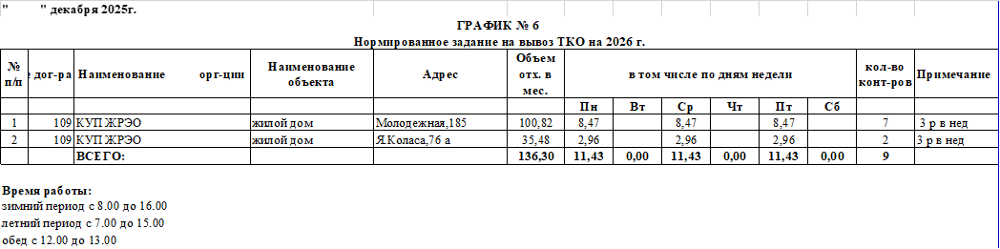 " " декабря 2025г.
ГРАФИК № 6
Нормированное задание на вывоз ТКО на 2026 г.
№ п/п дог-ра Наименование орг-ции Наименование объекта Адрес Объем отх. в мес. в том числе по дням недели кол-во конт-ров Примечание
Пн Вт Ср Чт Пт Сб
1 109 КУП ЖРЭО жилой дом Молодежная,185 100,82 8,47 8,47 8,47 7 3 р в нед
2 109 КУП ЖРЭО жилой дом Я.Коласа,76 а 35,48 2,96 2,96 2,96 2 3 р в нед
ВСЕГО: 136,30 11,43 0,00 11,43 0,00 11,43 0,00 9
Время работы:
зимний период с 8.00 до 16.00
летний период с 7.00 до 15.00
обед с 12.00 до 13.00